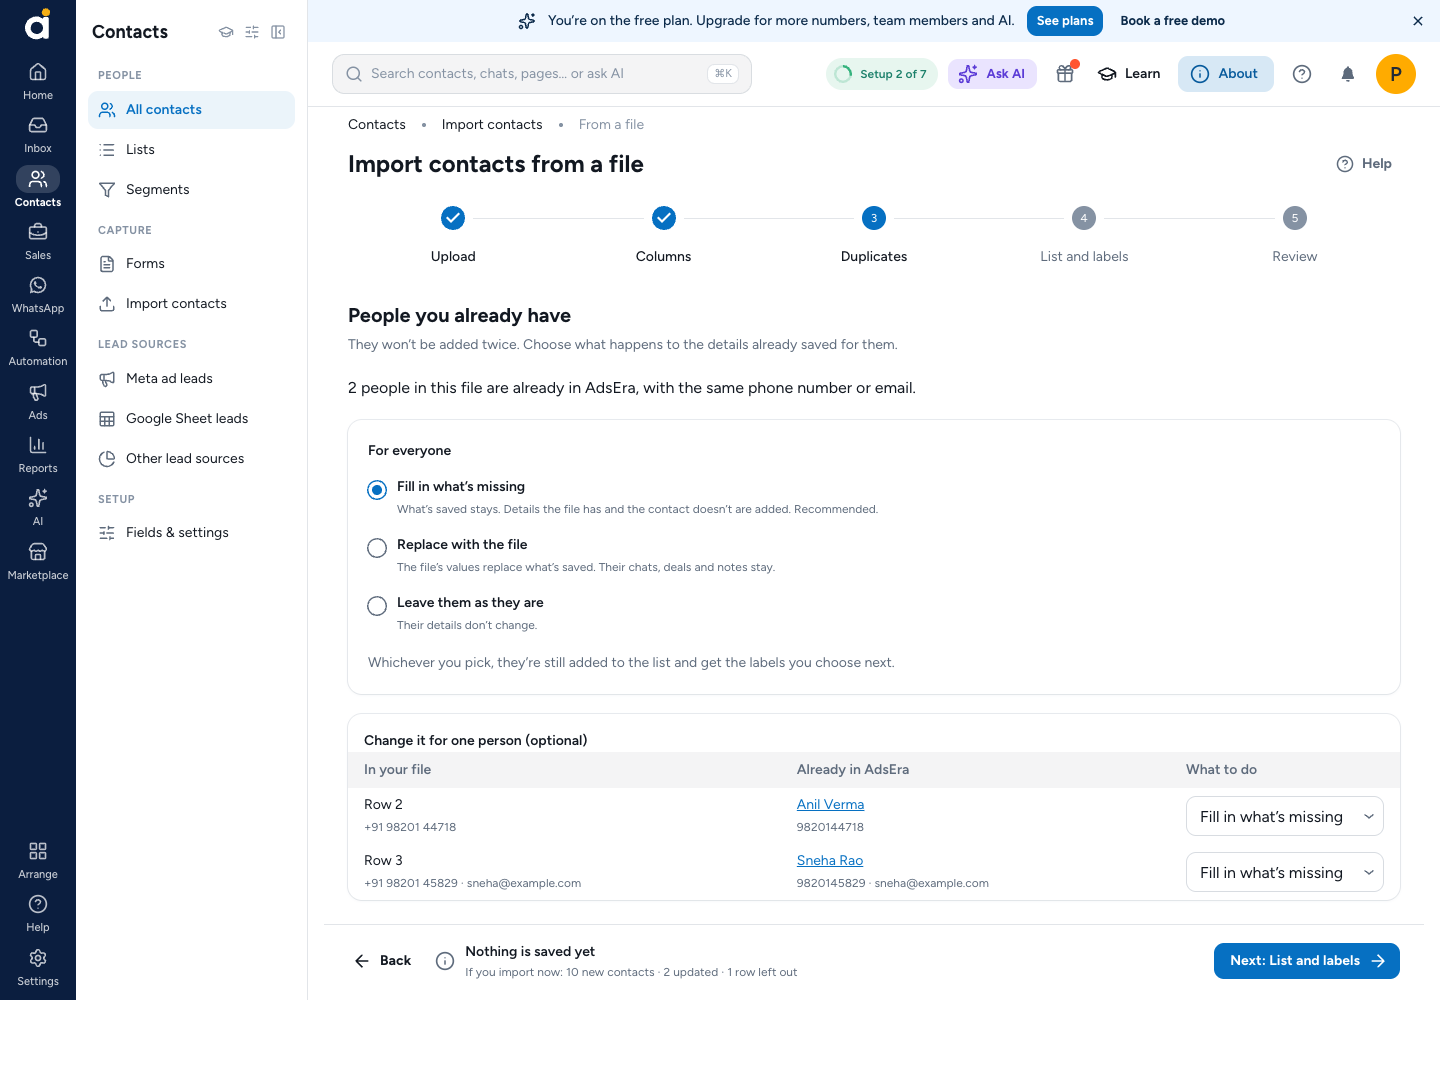 You're on the free plan. Upgrade for more numbers, team members and AI.
See plans
Book a free demo
Home
Inbox
Contacts
Sales
WhatsApp
Automation
Ads
Reports
AI
Marketplace
Arrange
Help
Settings
Contacts
PEOPLE
All contacts
Lists
Segments
CAPTURE
Forms
Import contacts
LEAD SOURCES
Meta ad leads
Google Sheet leads
Other lead sources
SETUP
Fields & settings
Search contacts, chats, pages... or ask AI
⌘K
Setup 2 of 7
Ask AI
Learn
About
P
Contacts • Import contacts • From a file
Import contacts from a file
Help
3
4
5
Upload
Columns
Duplicates
List and labels
Review
People you already have
They won't be added twice. Choose what happens to the details already saved for them.
2 people in this file are already in AdsEra, with the same phone number or email.
For everyone
Fill in what's missing
What's saved stays. Details the file has and the contact doesn't are added. Recommended.
Replace with the file
The file's values replace what's saved. Their chats, deals and notes stay.
Leave them as they are
Their details don't change.
Whichever you pick, they're still added to the list and get the labels you choose next.
Change it for one person (optional)
In your file
Already in AdsEra
What to do
Row 2
+91 98201 44718
Anil Verma
9820144718
Fill in what's missing
Row 3
+91 98201 45829 · sneha@example.com
Sneha Rao
9820145829 · sneha@example.com
Fill in what's missing
Back
Nothing is saved yet
If you import now: 10 new contacts · 2 updated · 1 row left out
Next: List and labels